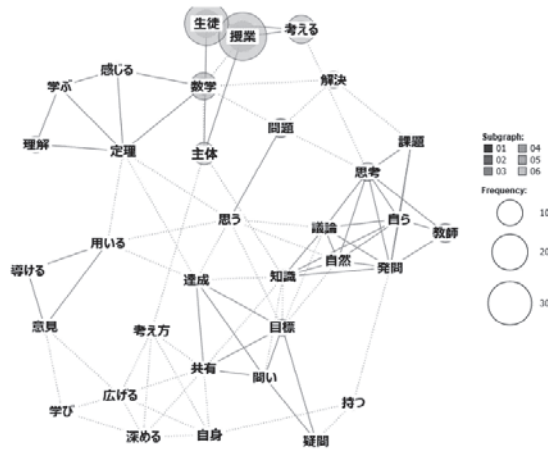 生徒
授業
考える
感じる
学ぶ
数学
解決
理解
定理
主体
問題
課題
思考
思う
議論
自ら
教師
用いる
自然
発問
導ける
達成
知識
意見
考え方
目標
共有
問い
広げる
学び
持つ
深める
自身
疑問
Subgraph:
01 04
02 05
03 06
Frequency:
10
20
30